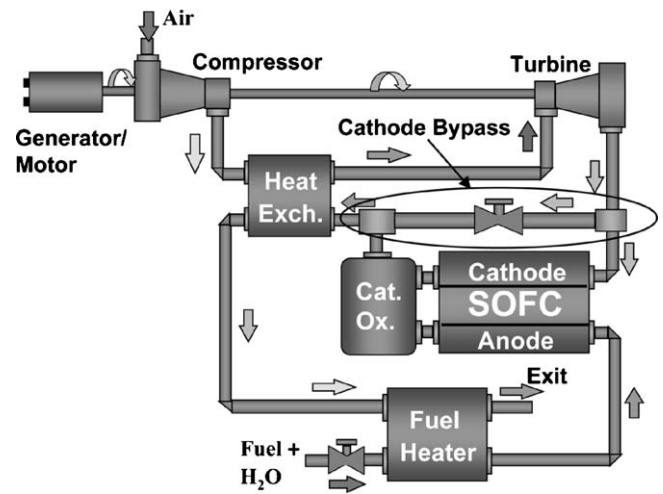 Air
Compressor
Turbine
Generator/
Motor
Cathode Bypass
Heat
Exch.
Cat.
Ox.
Cathode
SOFC
Anode
Exit
Fuel
Heater
Fuel +
H₂O